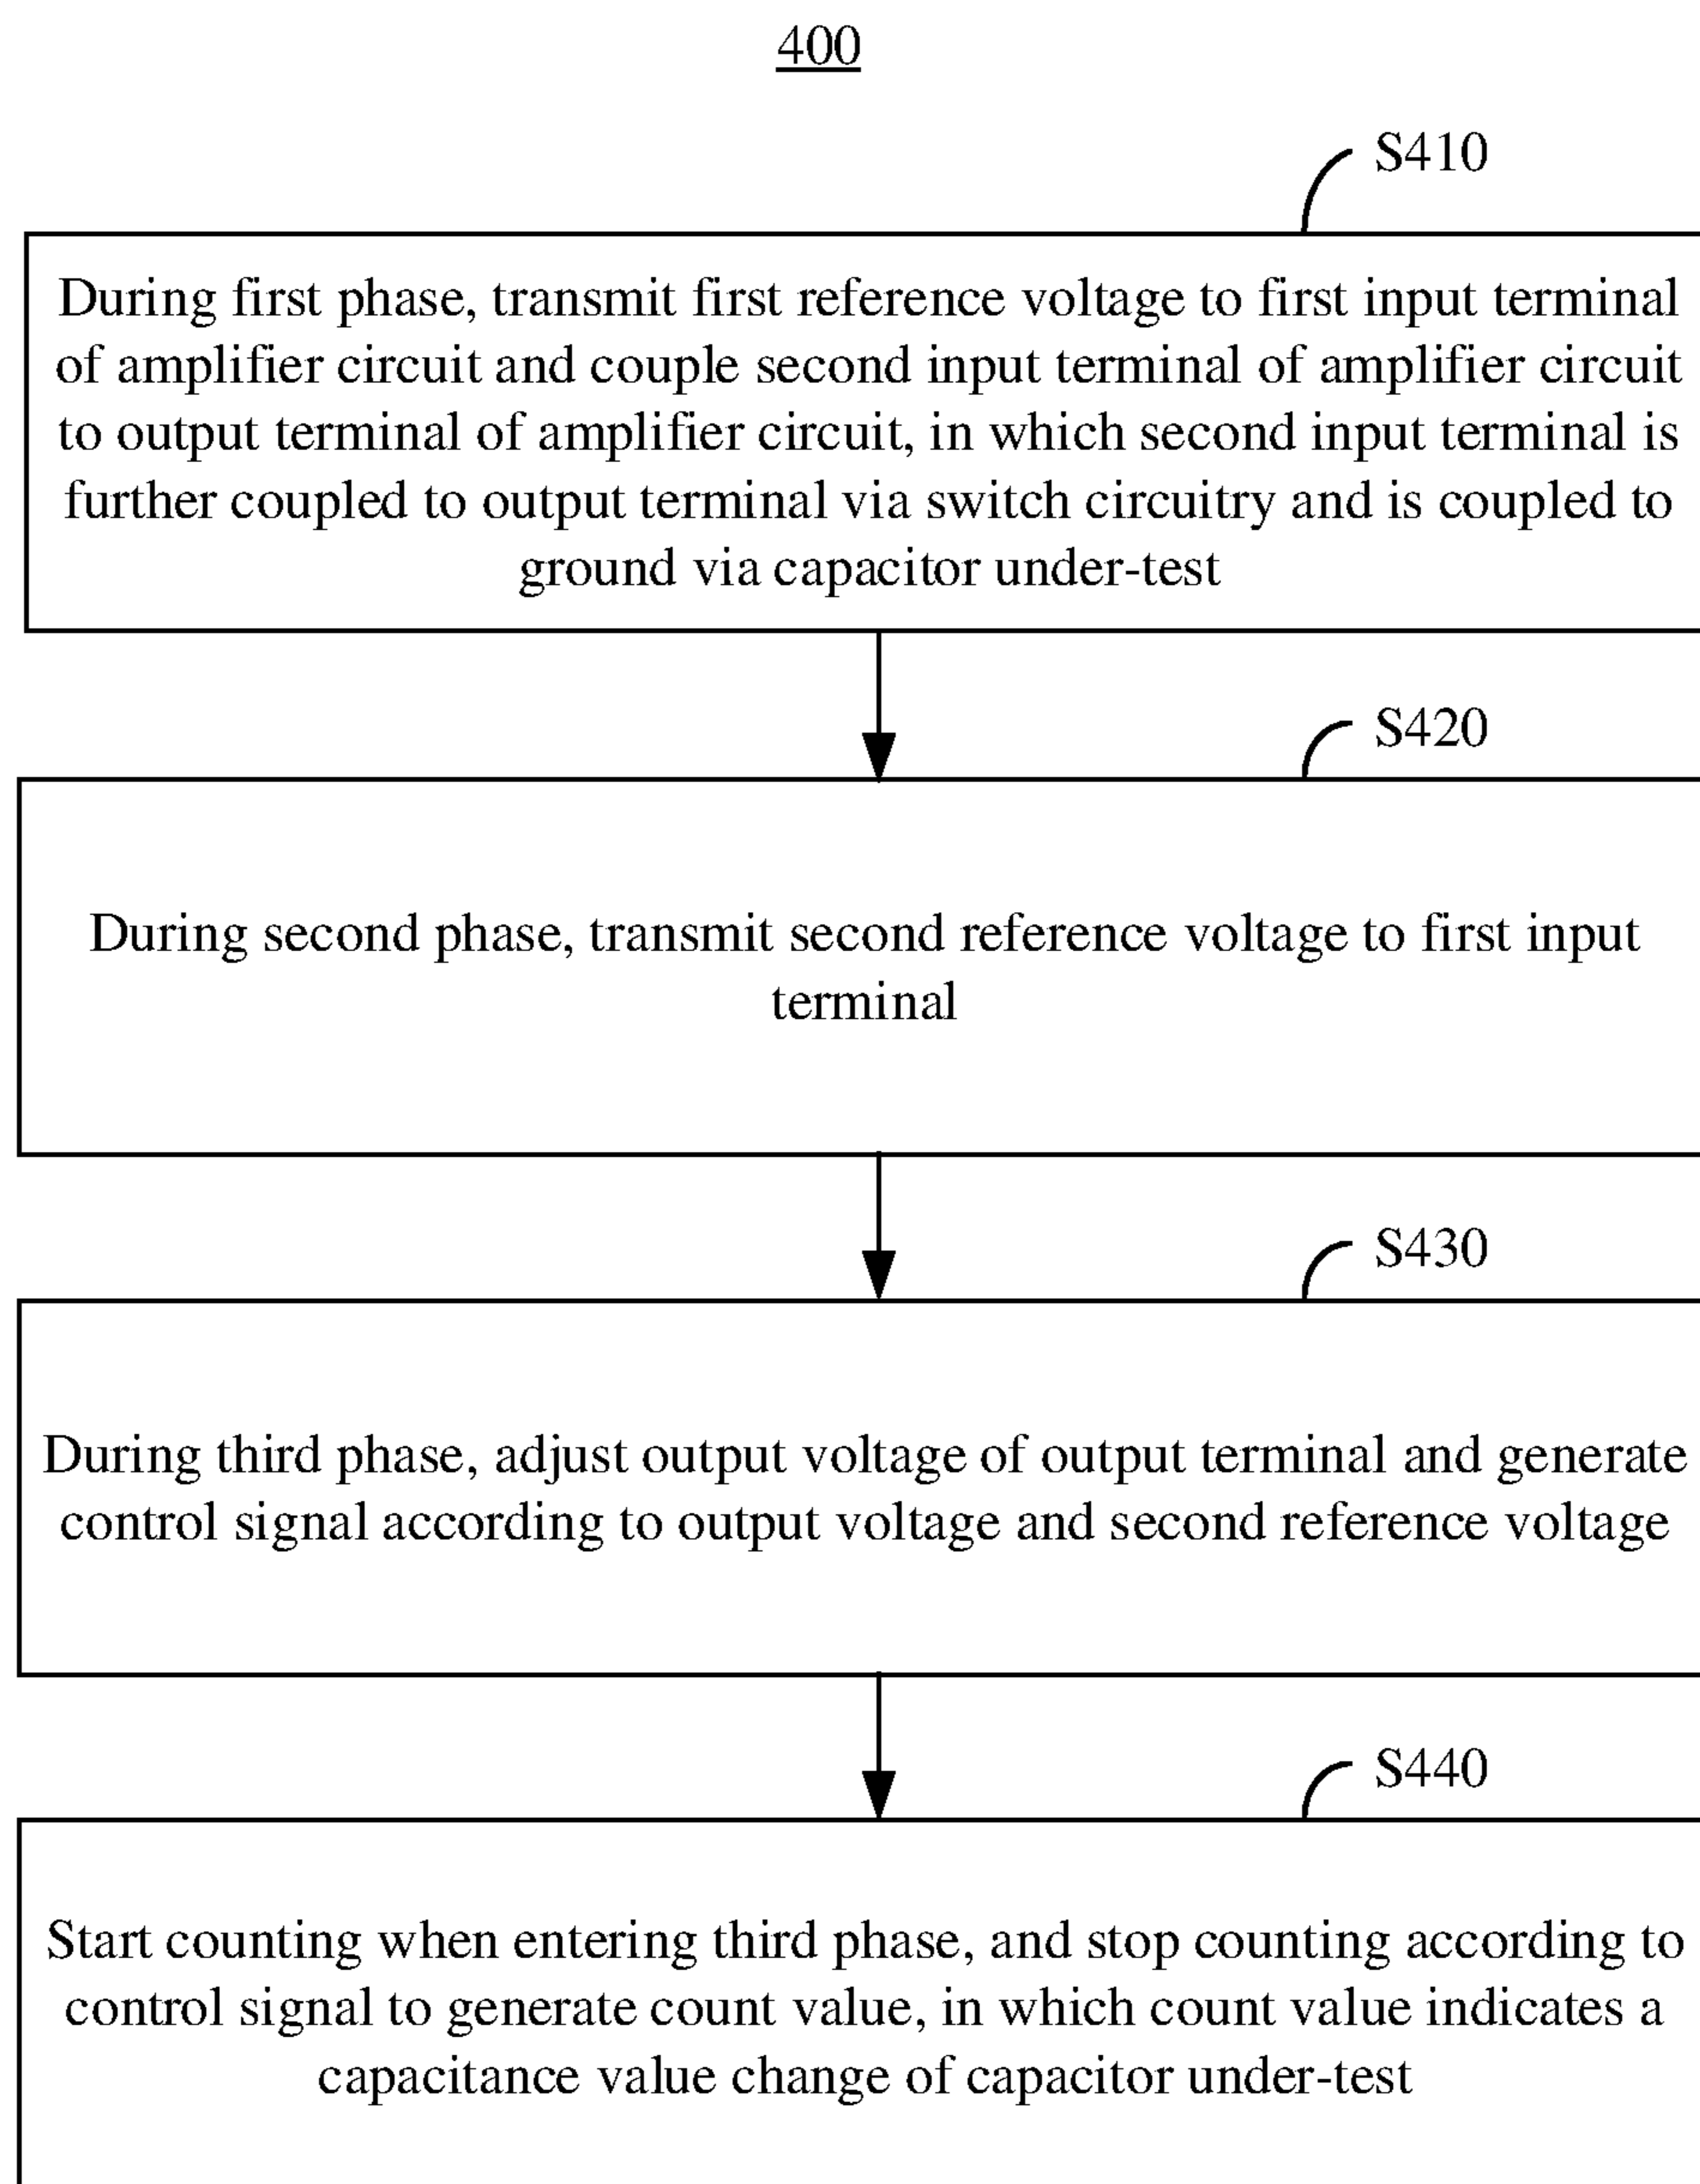 400
S410
During first phase, transmit first reference voltage to first input terminal
of amplifier circuit and couple second input terminal of amplifier circuit
to output terminal of amplifier circuit, in which second input terminal is
further coupled to output terminal via switch circuitry and is coupled to
ground via capacitor under-test
S420
During second phase, transmit second reference voltage to first input
terminal
S430
During third phase, adjust output voltage of output terminal and generate
control signal according to output voltage and second reference voltage
S440
Start counting when entering third phase, and stop counting according to
control signal to generate count value, in which count value indicates a
capacitance value change of capacitor under-test